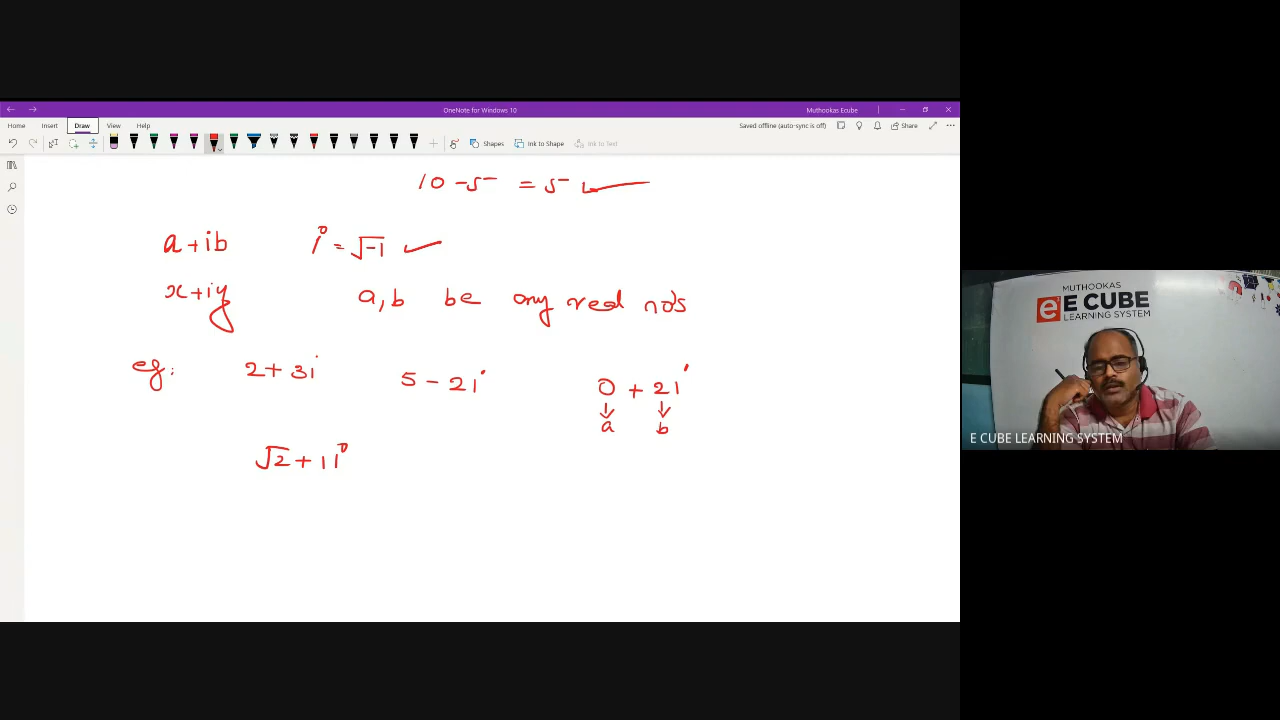 OneNote for Windows 10
Muthookas Ecube
Home Insert Draw View Help
Saved offline (auto-sync is off)
Share
Shapes
Ink to Shape
Ink to Text
10 - 5 = 5
a + ib i = √-1
x + iy a, b be any real no's
eg: 2 + 3i 5 - 2i 0 + 2i
a b
√2 + 1i
MUTHOOKAS
e E CUBE
LEARNING SYSTEM
E CUBE LEARNING SYSTEM